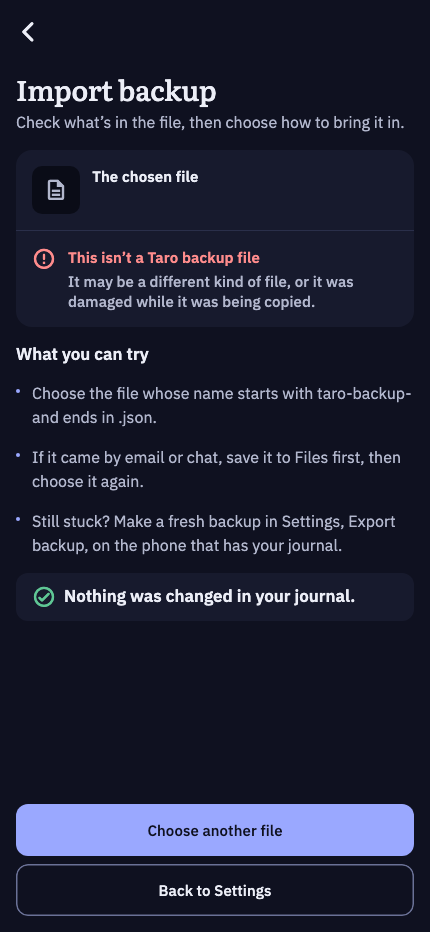 Import backup
Check what’s in the file, then choose how to bring it in.
The chosen file
This isn’t a Taro backup file
It may be a different kind of file, or it was
damaged while it was being copied.
What you can try
• Choose the file whose name starts with taro-backup-
and ends in .json.
• If it came by email or chat, save it to Files first, then
choose it again.
• Still stuck? Make a fresh backup in Settings, Export
backup, on the phone that has your journal.
Nothing was changed in your journal.
Choose another file
Back to Settings